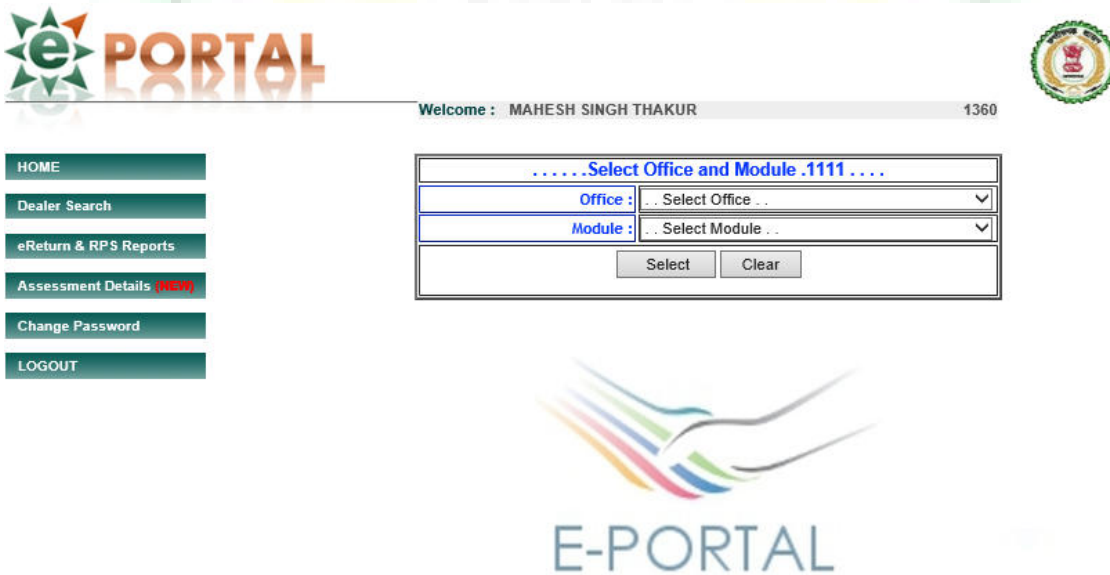 e PORTAL
Welcome : MAHESH SINGH THAKUR 1360
HOME
Dealer Search
eReturn & RPS Reports
Assessment Details (NEW)
Change Password
LOGOUT
. . . . . .Select Office and Module .1111 . . . .
Office : . . Select Office . .
Module : . . Select Module . .
Select Clear
E-PORTAL